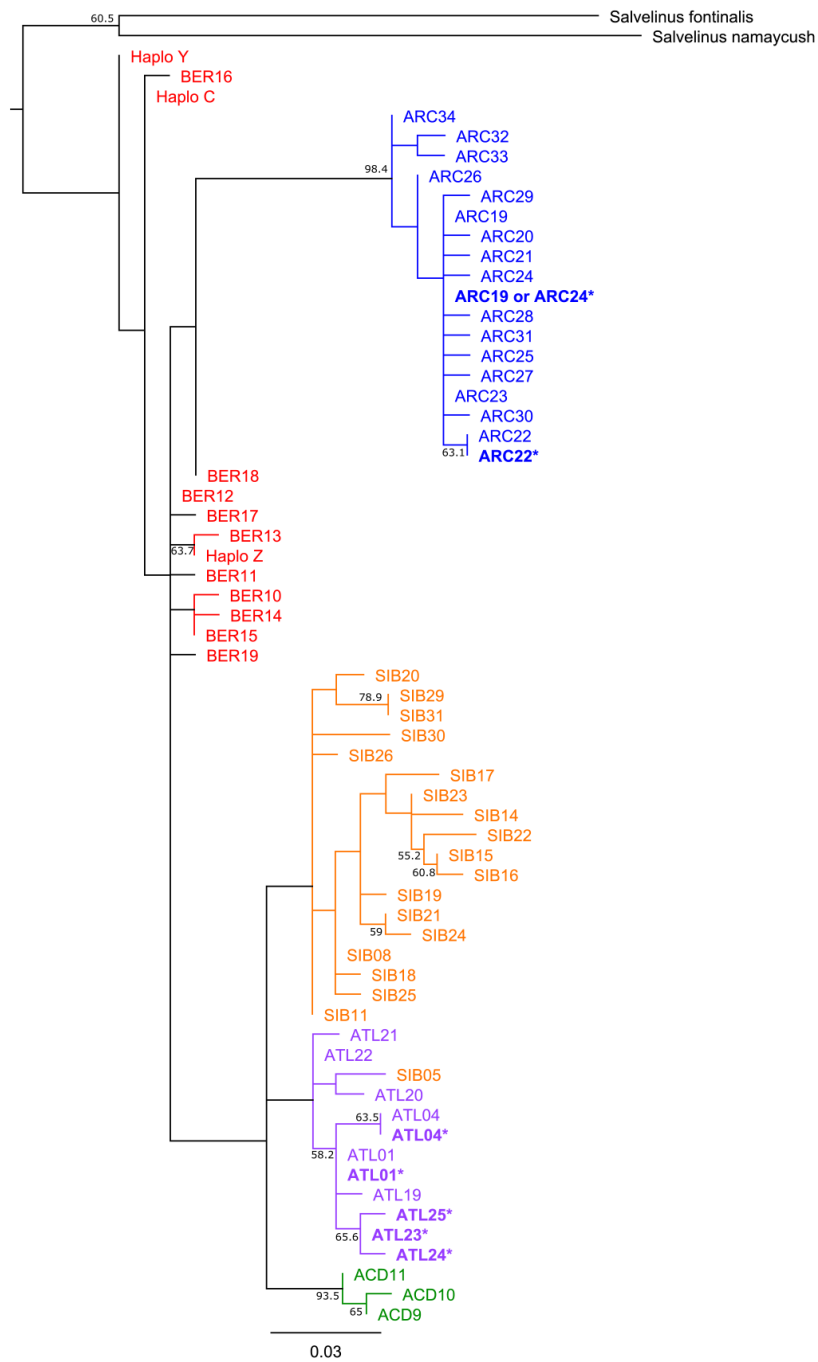 60.5
Salvelinus fontinalis
Salvelinus namaycush
Haplo Y
BER16
Haplo C
ARC34
ARC32
ARC33
98.4
ARC26
ARC29
ARC19
ARC20
ARC21
ARC24
ARC19 or ARC24*
ARC28
ARC31
ARC25
ARC27
ARC23
ARC30
ARC22
63.1
ARC22*
BER18
BER12
BER17
BER13
63.7
Haplo Z
BER11
BER10
BER14
BER15
BER19
SIB20
78.9
SIB29
SIB31
SIB30
SIB26
SIB17
SIB23
SIB14
SIB22
55.2
SIB15
60.8
SIB16
SIB19
SIB21
59
SIB24
SIB08
SIB18
SIB25
SIB11
ATL21
ATL22
SIB05
ATL20
63.5
ATL04
ATL04*
58.2
ATL01
ATL01*
ATL19
ATL25*
65.6
ATL23*
ATL24*
ACD11
93.5
ACD10
65
ACD9
0.03